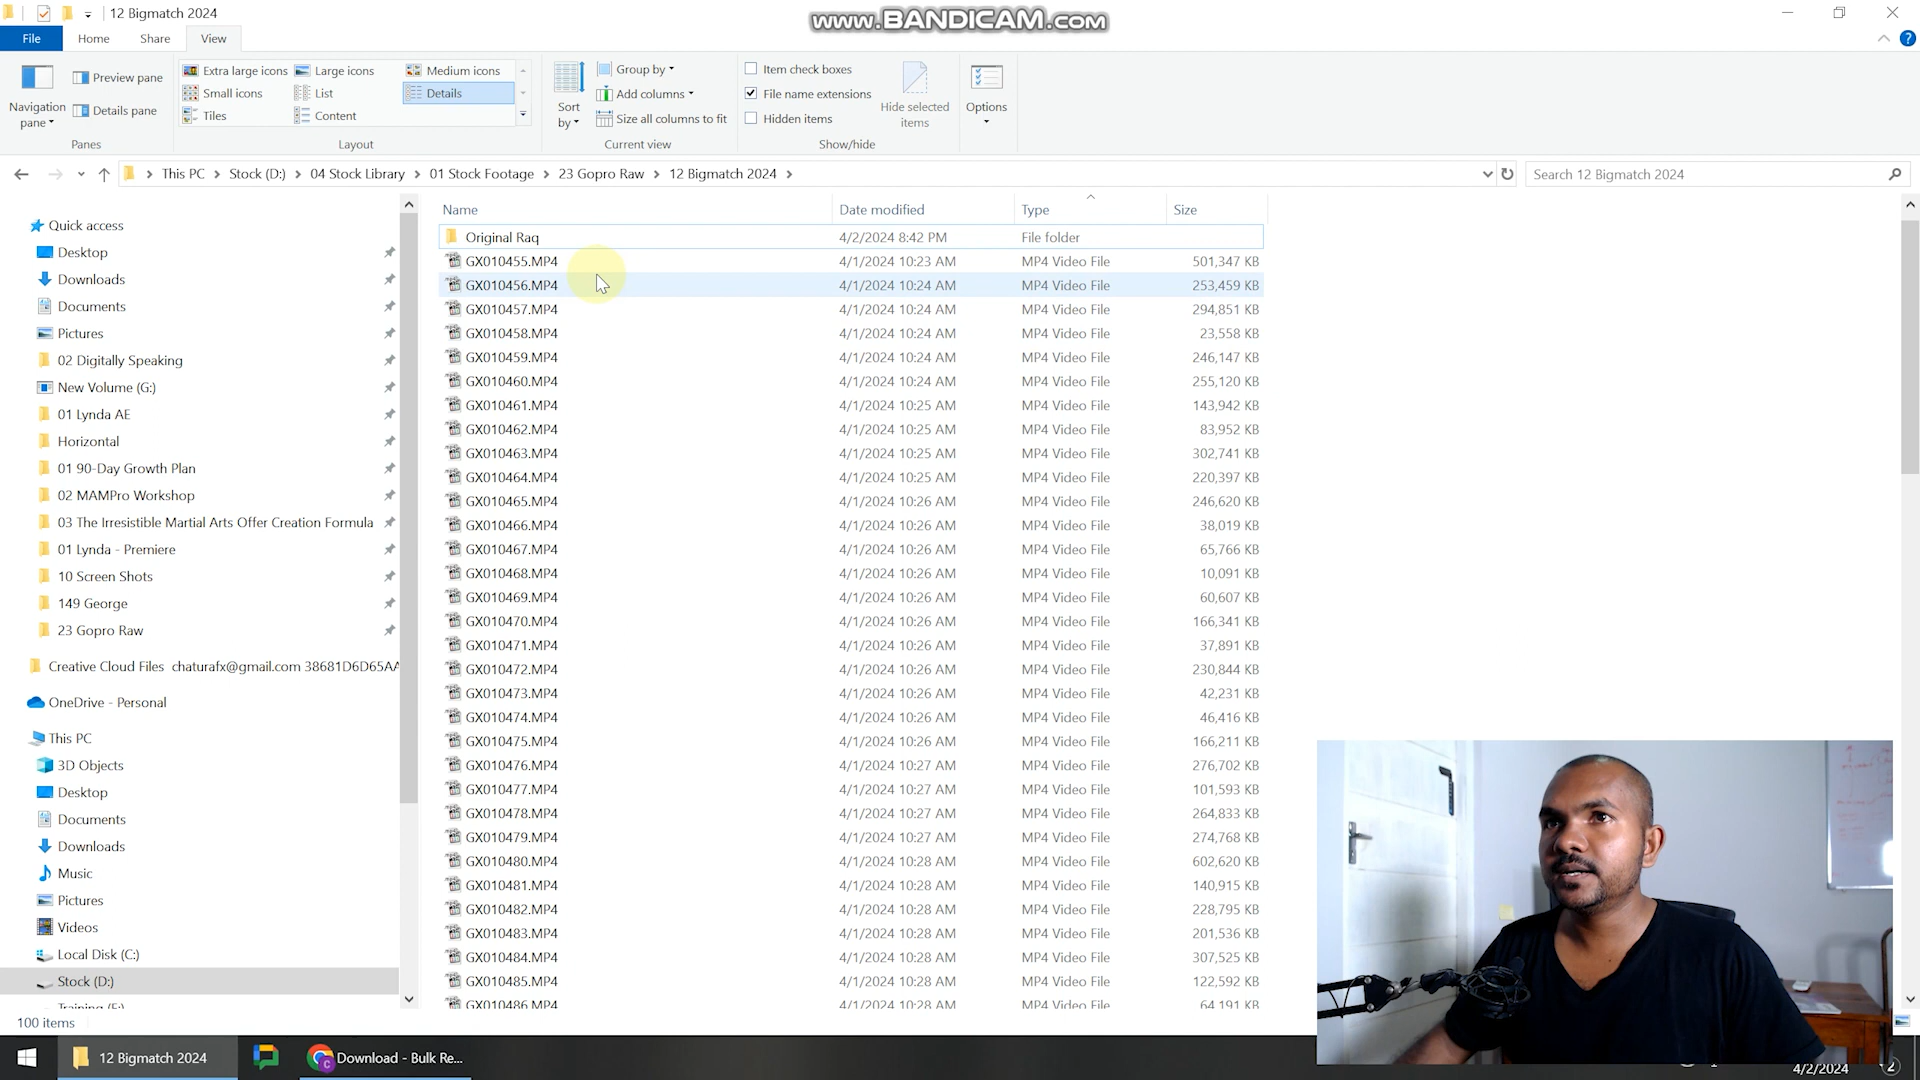 12 Bigmatch 2024
www.BANDICAM.com
File
Home
Share
View
Navigation pane
Preview pane
Details pane
Panes
Extra large icons
Large icons
Medium icons
Small icons
List
Details
Tiles
Content
Layout
Sort by
Group by
Add columns
Size all columns to fit
Current view
Item check boxes
File name extensions
Hidden items
Hide selected items
Show/hide
Options
This PC > Stock (D:) > 04 Stock Library > 01 Stock Footage > 23 Gopro Raw > 12 Bigmatch 2024 >
Search 12 Bigmatch 2024
Quick access
Desktop
Downloads
Documents
Pictures
02 Digitally Speaking
New Volume (G:)
01 Lynda AE
Horizontal
01 90-Day Growth Plan
02 MAMPro Workshop
03 The Irresistible Martial Arts Offer Creation Formula
01 Lynda - Premiere
10 Screen Shots
149 George
23 Gopro Raw
Creative Cloud Files chaturafx@gmail.com 38681D6D65AA
OneDrive - Personal
This PC
3D Objects
Desktop
Documents
Downloads
Music
Pictures
Videos
Local Disk (C:)
Stock (D:)
Training (E:)
Name Date modified Type Size
Original Raq 4/2/2024 8:42 PM File folder
GX010455.MP4 4/1/2024 10:23 AM MP4 Video File 501,347 KB
GX010456.MP4 4/1/2024 10:24 AM MP4 Video File 253,459 KB
GX010457.MP4 4/1/2024 10:24 AM MP4 Video File 294,851 KB
GX010458.MP4 4/1/2024 10:24 AM MP4 Video File 23,558 KB
GX010459.MP4 4/1/2024 10:24 AM MP4 Video File 246,147 KB
GX010460.MP4 4/1/2024 10:24 AM MP4 Video File 255,120 KB
GX010461.MP4 4/1/2024 10:25 AM MP4 Video File 143,942 KB
GX010462.MP4 4/1/2024 10:25 AM MP4 Video File 83,952 KB
GX010463.MP4 4/1/2024 10:25 AM MP4 Video File 302,741 KB
GX010464.MP4 4/1/2024 10:25 AM MP4 Video File 220,397 KB
GX010465.MP4 4/1/2024 10:26 AM MP4 Video File 246,620 KB
GX010466.MP4 4/1/2024 10:26 AM MP4 Video File 38,019 KB
GX010467.MP4 4/1/2024 10:26 AM MP4 Video File 65,766 KB
GX010468.MP4 4/1/2024 10:26 AM MP4 Video File 10,091 KB
GX010469.MP4 4/1/2024 10:26 AM MP4 Video File 60,607 KB
GX010470.MP4 4/1/2024 10:26 AM MP4 Video File 166,341 KB
GX010471.MP4 4/1/2024 10:26 AM MP4 Video File 37,891 KB
GX010472.MP4 4/1/2024 10:26 AM MP4 Video File 230,844 KB
GX010473.MP4 4/1/2024 10:26 AM MP4 Video File 42,231 KB
GX010474.MP4 4/1/2024 10:26 AM MP4 Video File 46,416 KB
GX010475.MP4 4/1/2024 10:26 AM MP4 Video File 166,211 KB
GX010476.MP4 4/1/2024 10:27 AM MP4 Video File 276,702 KB
GX010477.MP4 4/1/2024 10:27 AM MP4 Video File 101,593 KB
GX010478.MP4 4/1/2024 10:27 AM MP4 Video File 264,833 KB
GX010479.MP4 4/1/2024 10:27 AM MP4 Video File 274,768 KB
GX010480.MP4 4/1/2024 10:28 AM MP4 Video File 602,620 KB
GX010481.MP4 4/1/2024 10:28 AM MP4 Video File 140,915 KB
GX010482.MP4 4/1/2024 10:28 AM MP4 Video File 228,795 KB
GX010483.MP4 4/1/2024 10:28 AM MP4 Video File 201,536 KB
GX010484.MP4 4/1/2024 10:28 AM MP4 Video File 307,525 KB
GX010485.MP4 4/1/2024 10:28 AM MP4 Video File 122,592 KB
GX010486.MP4 4/1/2024 10:28 AM MP4 Video File 64,191 KB
100 items
12 Bigmatch 2024
Download - Bulk Re...
4/2/2024
2